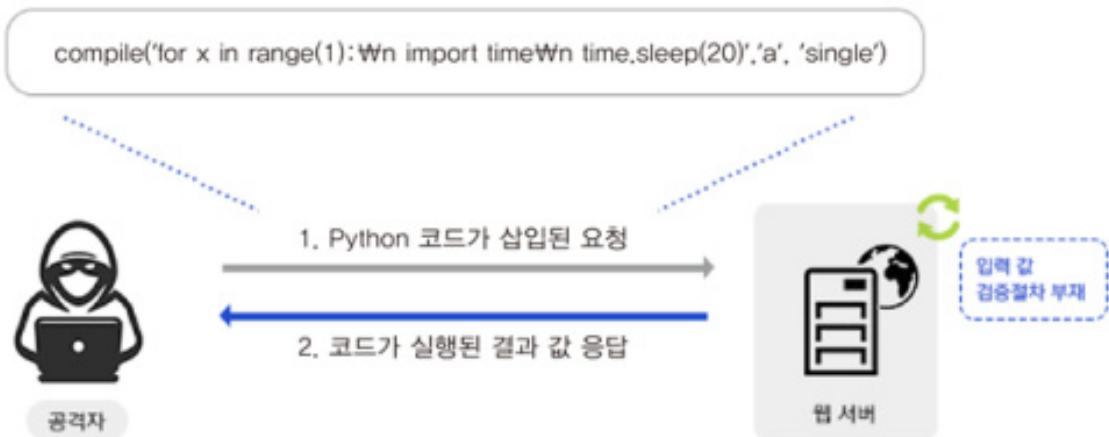 compile('for x in range(1):₩n import time₩n time.sleep(20)','a', 'single')
1. Python 코드가 삽입된 요청
입력 값
검증절차 부재
2. 코드가 실행된 결과 값 응답
공격자
웹 서버